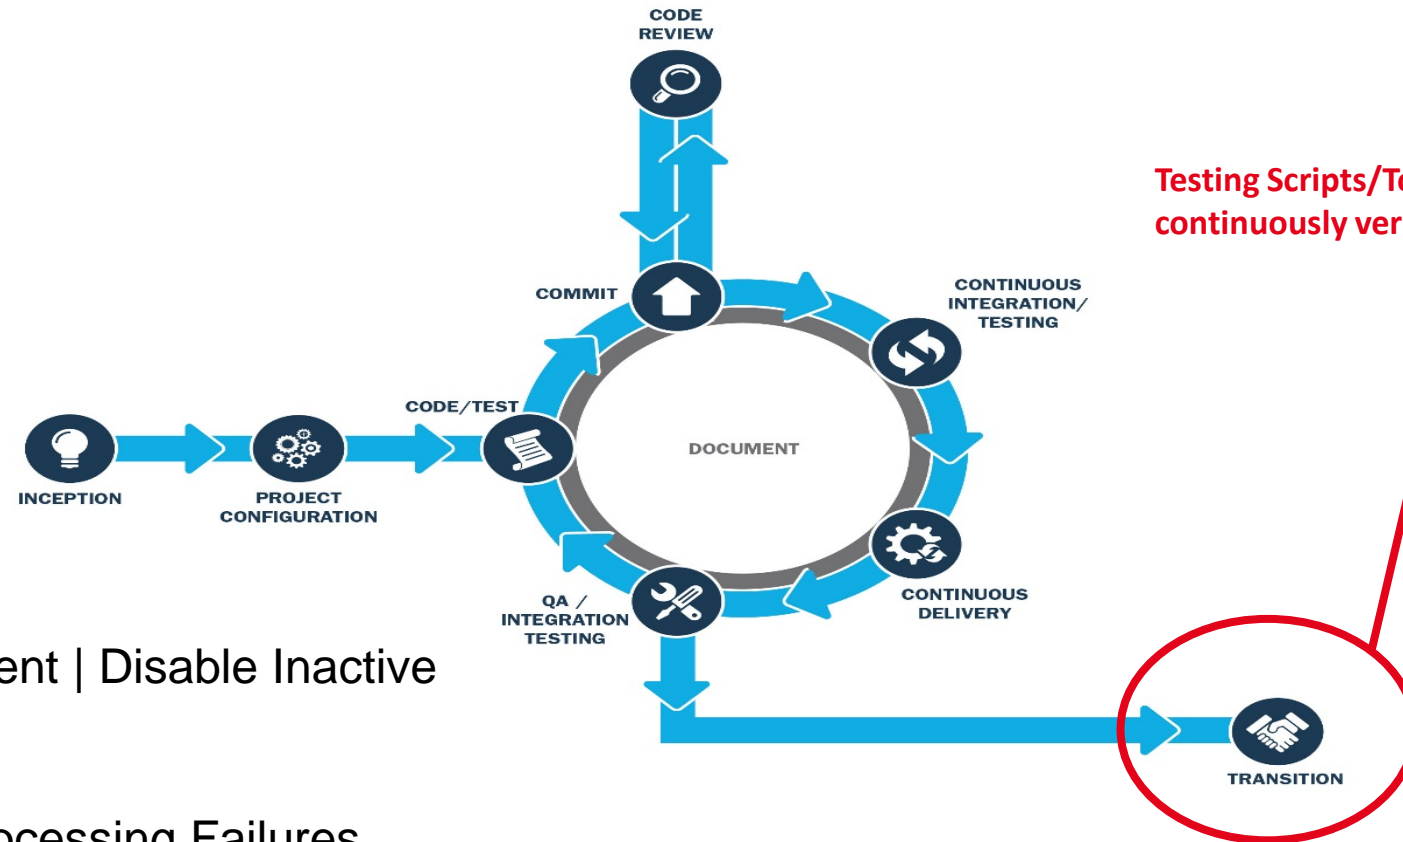 CODE
REVIEW
Testing Scripts/T
continuously ver
COMMIT
CONTINUOUS
INTEGRATION/
TESTING
CODE/TEST
DOCUMENT
INCEPTION
PROJECT
CONFIGURATION
QA /
INTEGRATION
TESTING
CONTINUOUS
DELIVERY
ent | Disable Inactive
TRANSITION
ocessing Failures